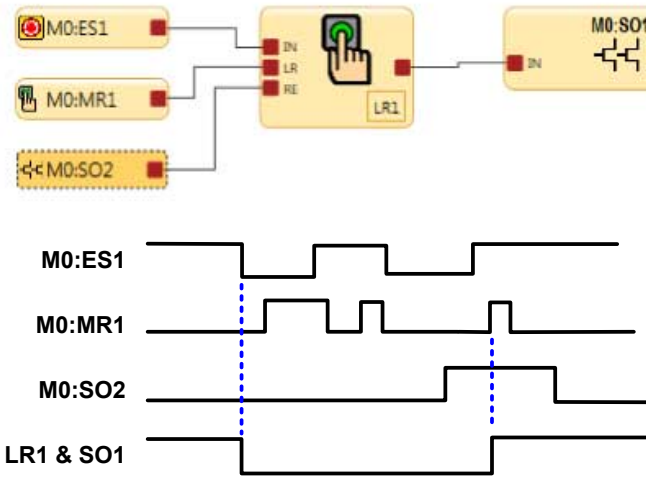 M0:ES1
M0:MR1
M0:SO2
IN
LR
RE
LR1
M0:SO1
IN
M0:ES1
M0:MR1
M0:SO2
LR1 & SO1